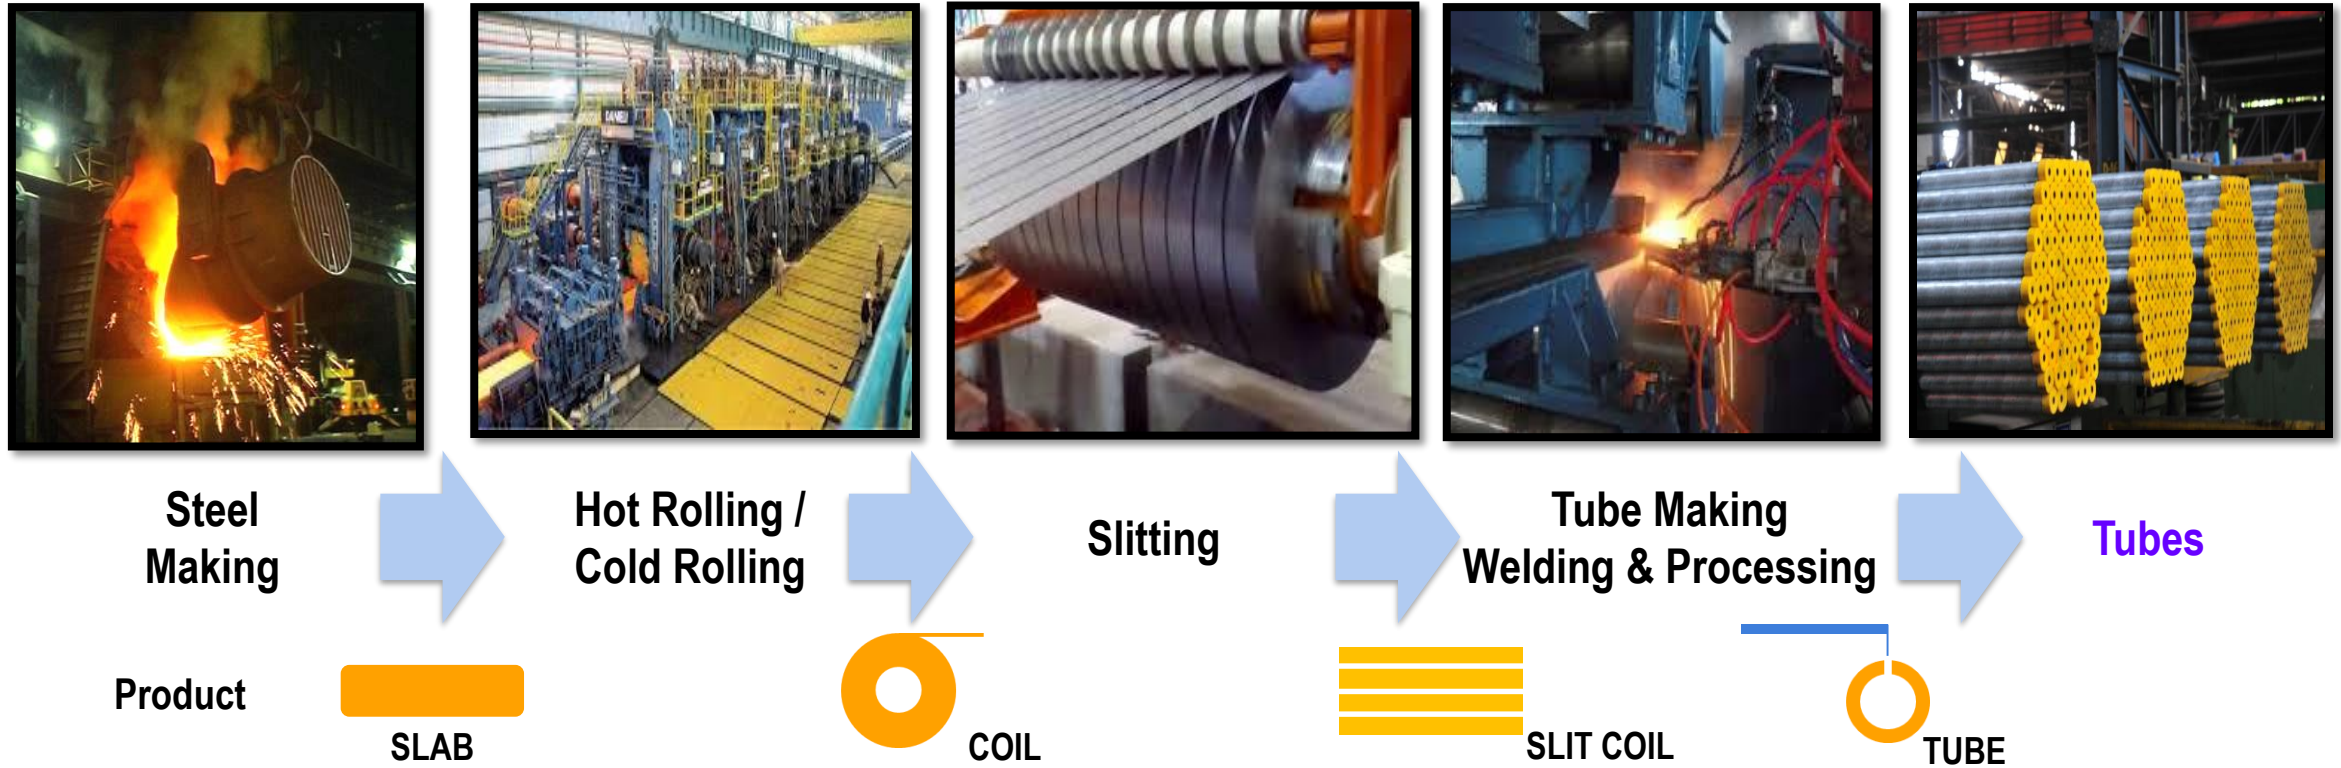 Steel
Making
Hot Rolling /
Cold Rolling
Slitting
Tube Making
Welding & Processing
Tubes
Product
SLAB
COIL
SLIT COIL
TUBE